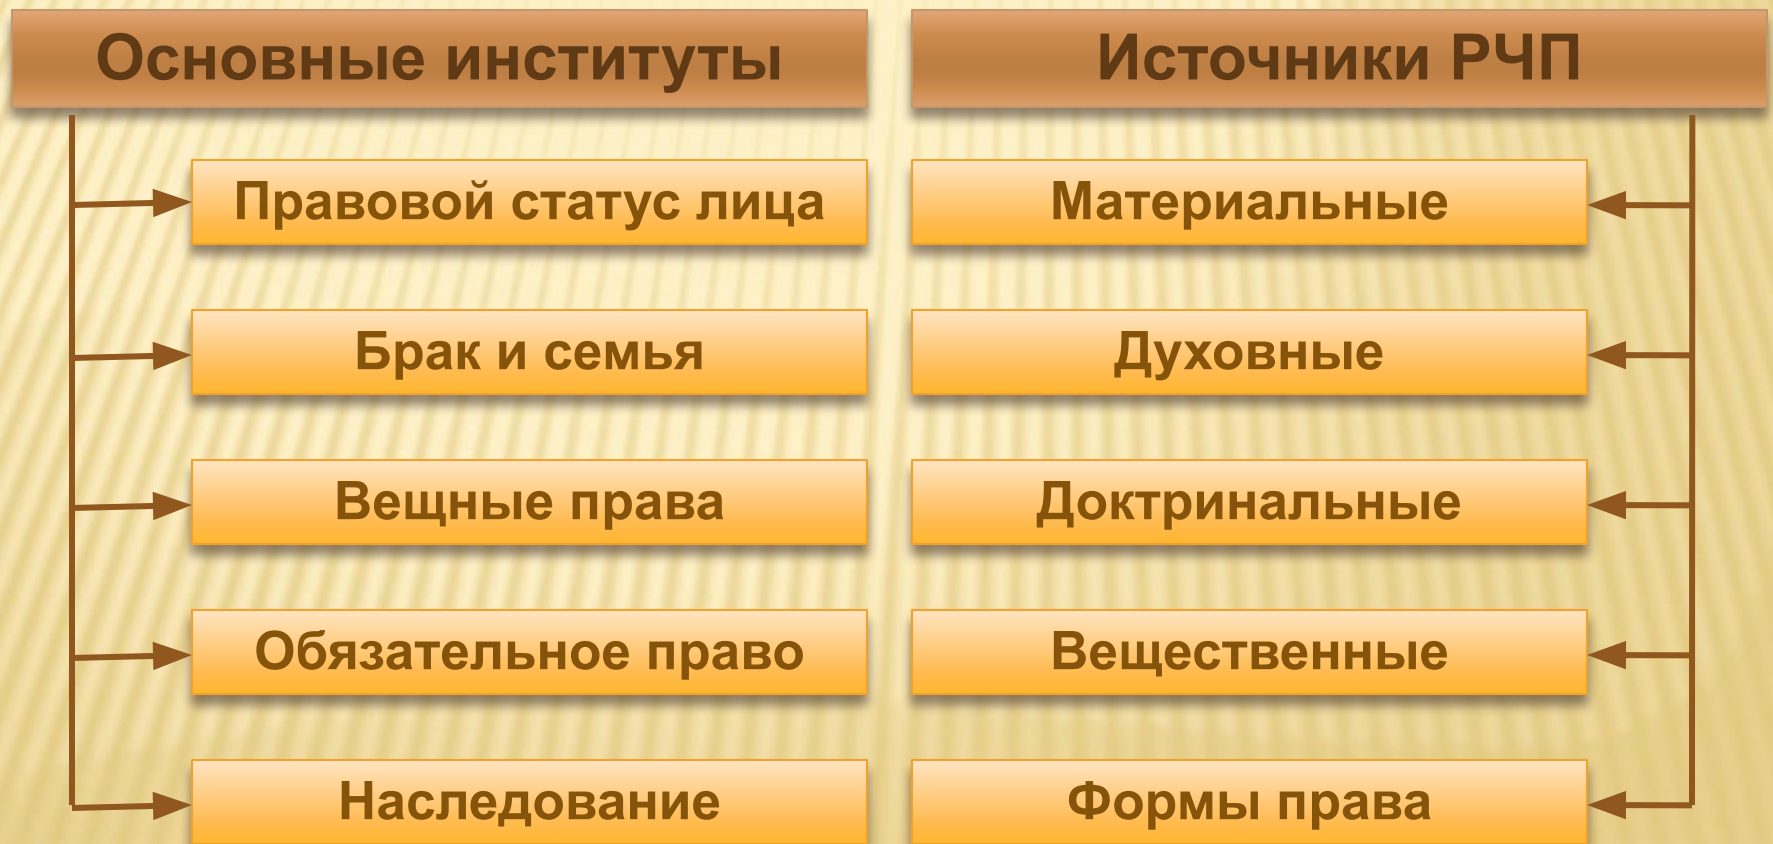 Основные институты
Правовой статус лица
Брак и семья
Вещные права
Обязательное право
Наследование
Источники РЧП
Материальные
Духовные
Доктринальные
Вещественные
Формы права